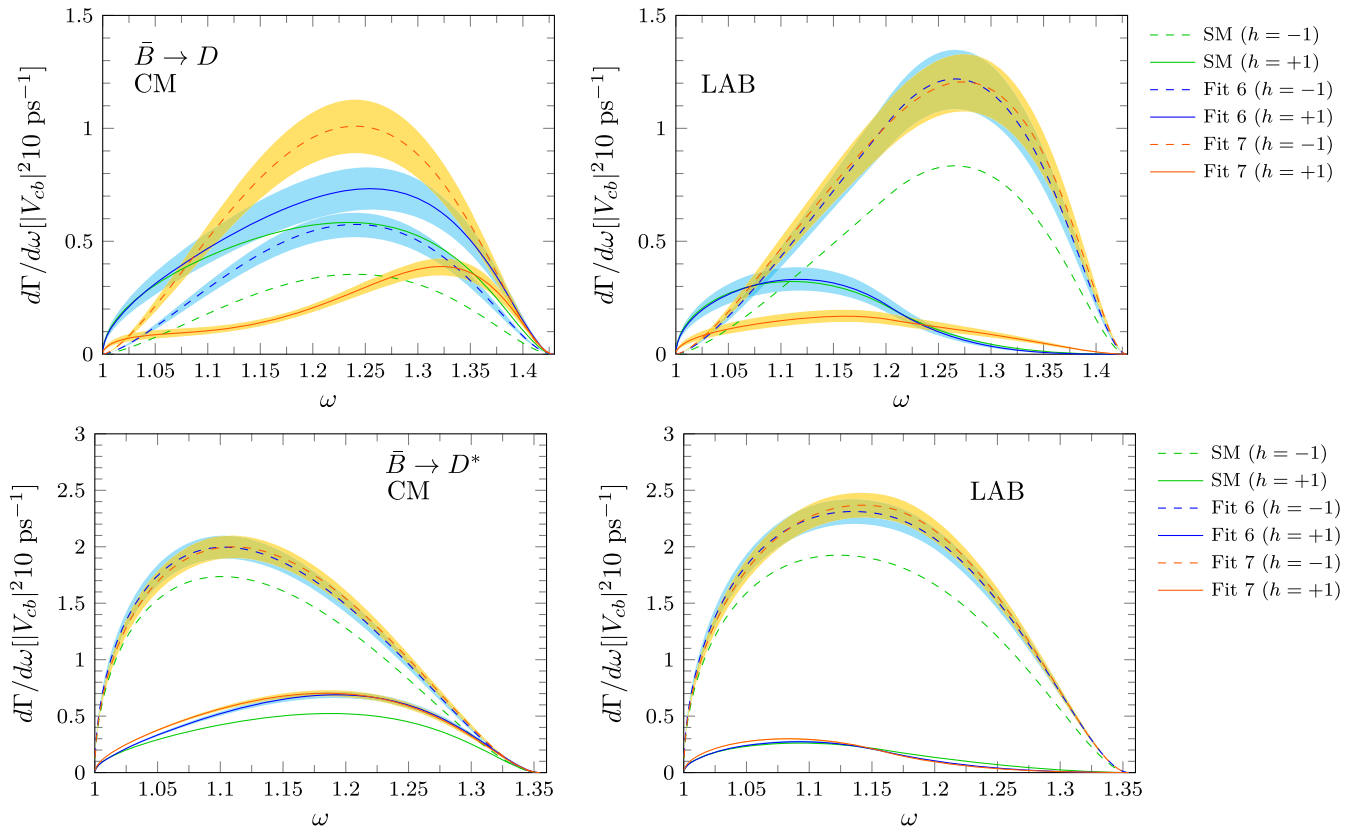 dΓ/dω[|V_{cb}|^2 10 ps^{−1}]
1.5
1
0.5
0
B̄ → D
CM
1 1.05 1.1 1.15 1.2 1.25 1.3 1.35 1.4
ω
dΓ/dω[|V_{cb}|^2 10 ps^{−1}]
1.5
1
0.5
0
LAB
1 1.05 1.1 1.15 1.2 1.25 1.3 1.35 1.4
ω
SM (h = −1)
SM (h = +1)
Fit 6 (h = −1)
Fit 6 (h = +1)
Fit 7 (h = −1)
Fit 7 (h = +1)
dΓ/dω[|V_{cb}|^2 10 ps^{−1}]
3
2.5
2
1.5
1
0.5
0
B̄ → D*
CM
1 1.05 1.1 1.15 1.2 1.25 1.3 1.35
ω
dΓ/dω[|V_{cb}|^2 10 ps^{−1}]
3
2.5
2
1.5
1
0.5
0
LAB
1 1.05 1.1 1.15 1.2 1.25 1.3 1.35
ω
SM (h = −1)
SM (h = +1)
Fit 6 (h = −1)
Fit 6 (h = +1)
Fit 7 (h = −1)
Fit 7 (h = +1)